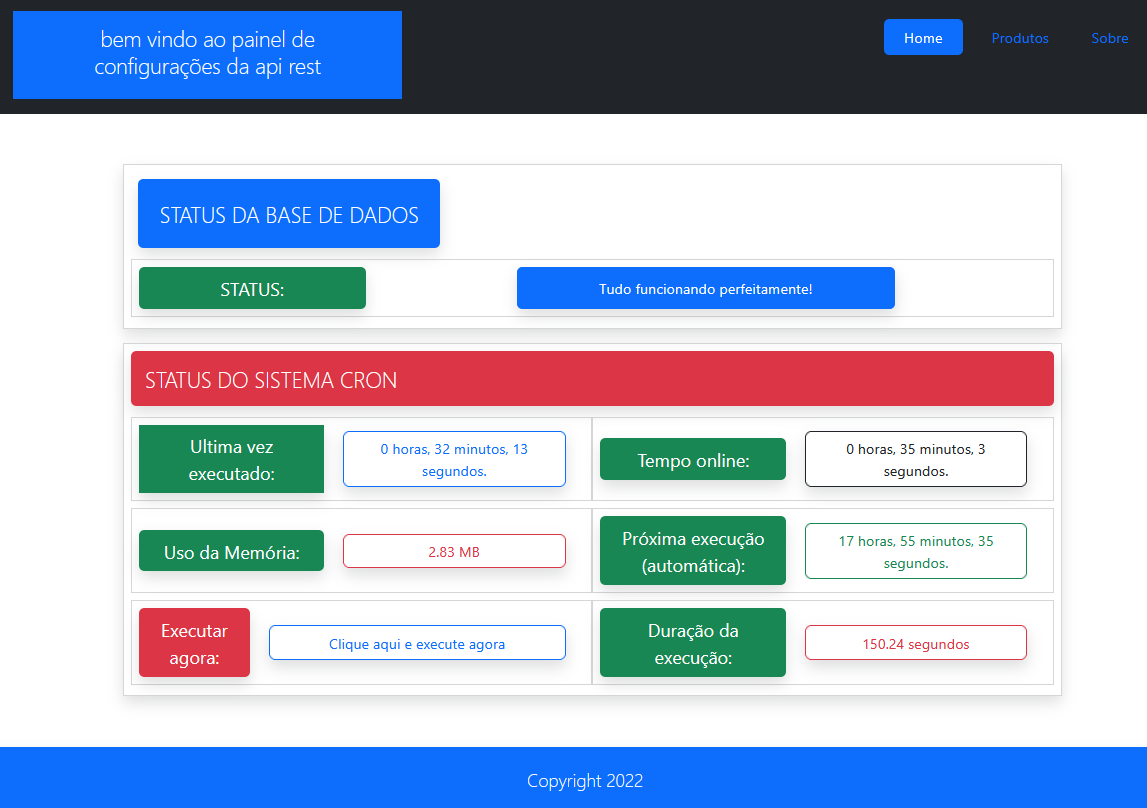 bem vindo ao painel de
configurações da api rest
Home
Produtos
Sobre
STATUS DA BASE DE DADOS
STATUS:
Tudo funcionando perfeitamente!
STATUS DO SISTEMA CRON
Ultima vez
executado:
0 horas, 32 minutos, 13
segundos.
Tempo online:
0 horas, 35 minutos, 3
segundos.
Uso da Memória:
2.83 MB
Próxima execução
(automática):
17 horas, 55 minutos, 35
segundos.
Executar
agora:
Clique aqui e execute agora
Duração da
execução:
150.24 segundos
Copyright 2022